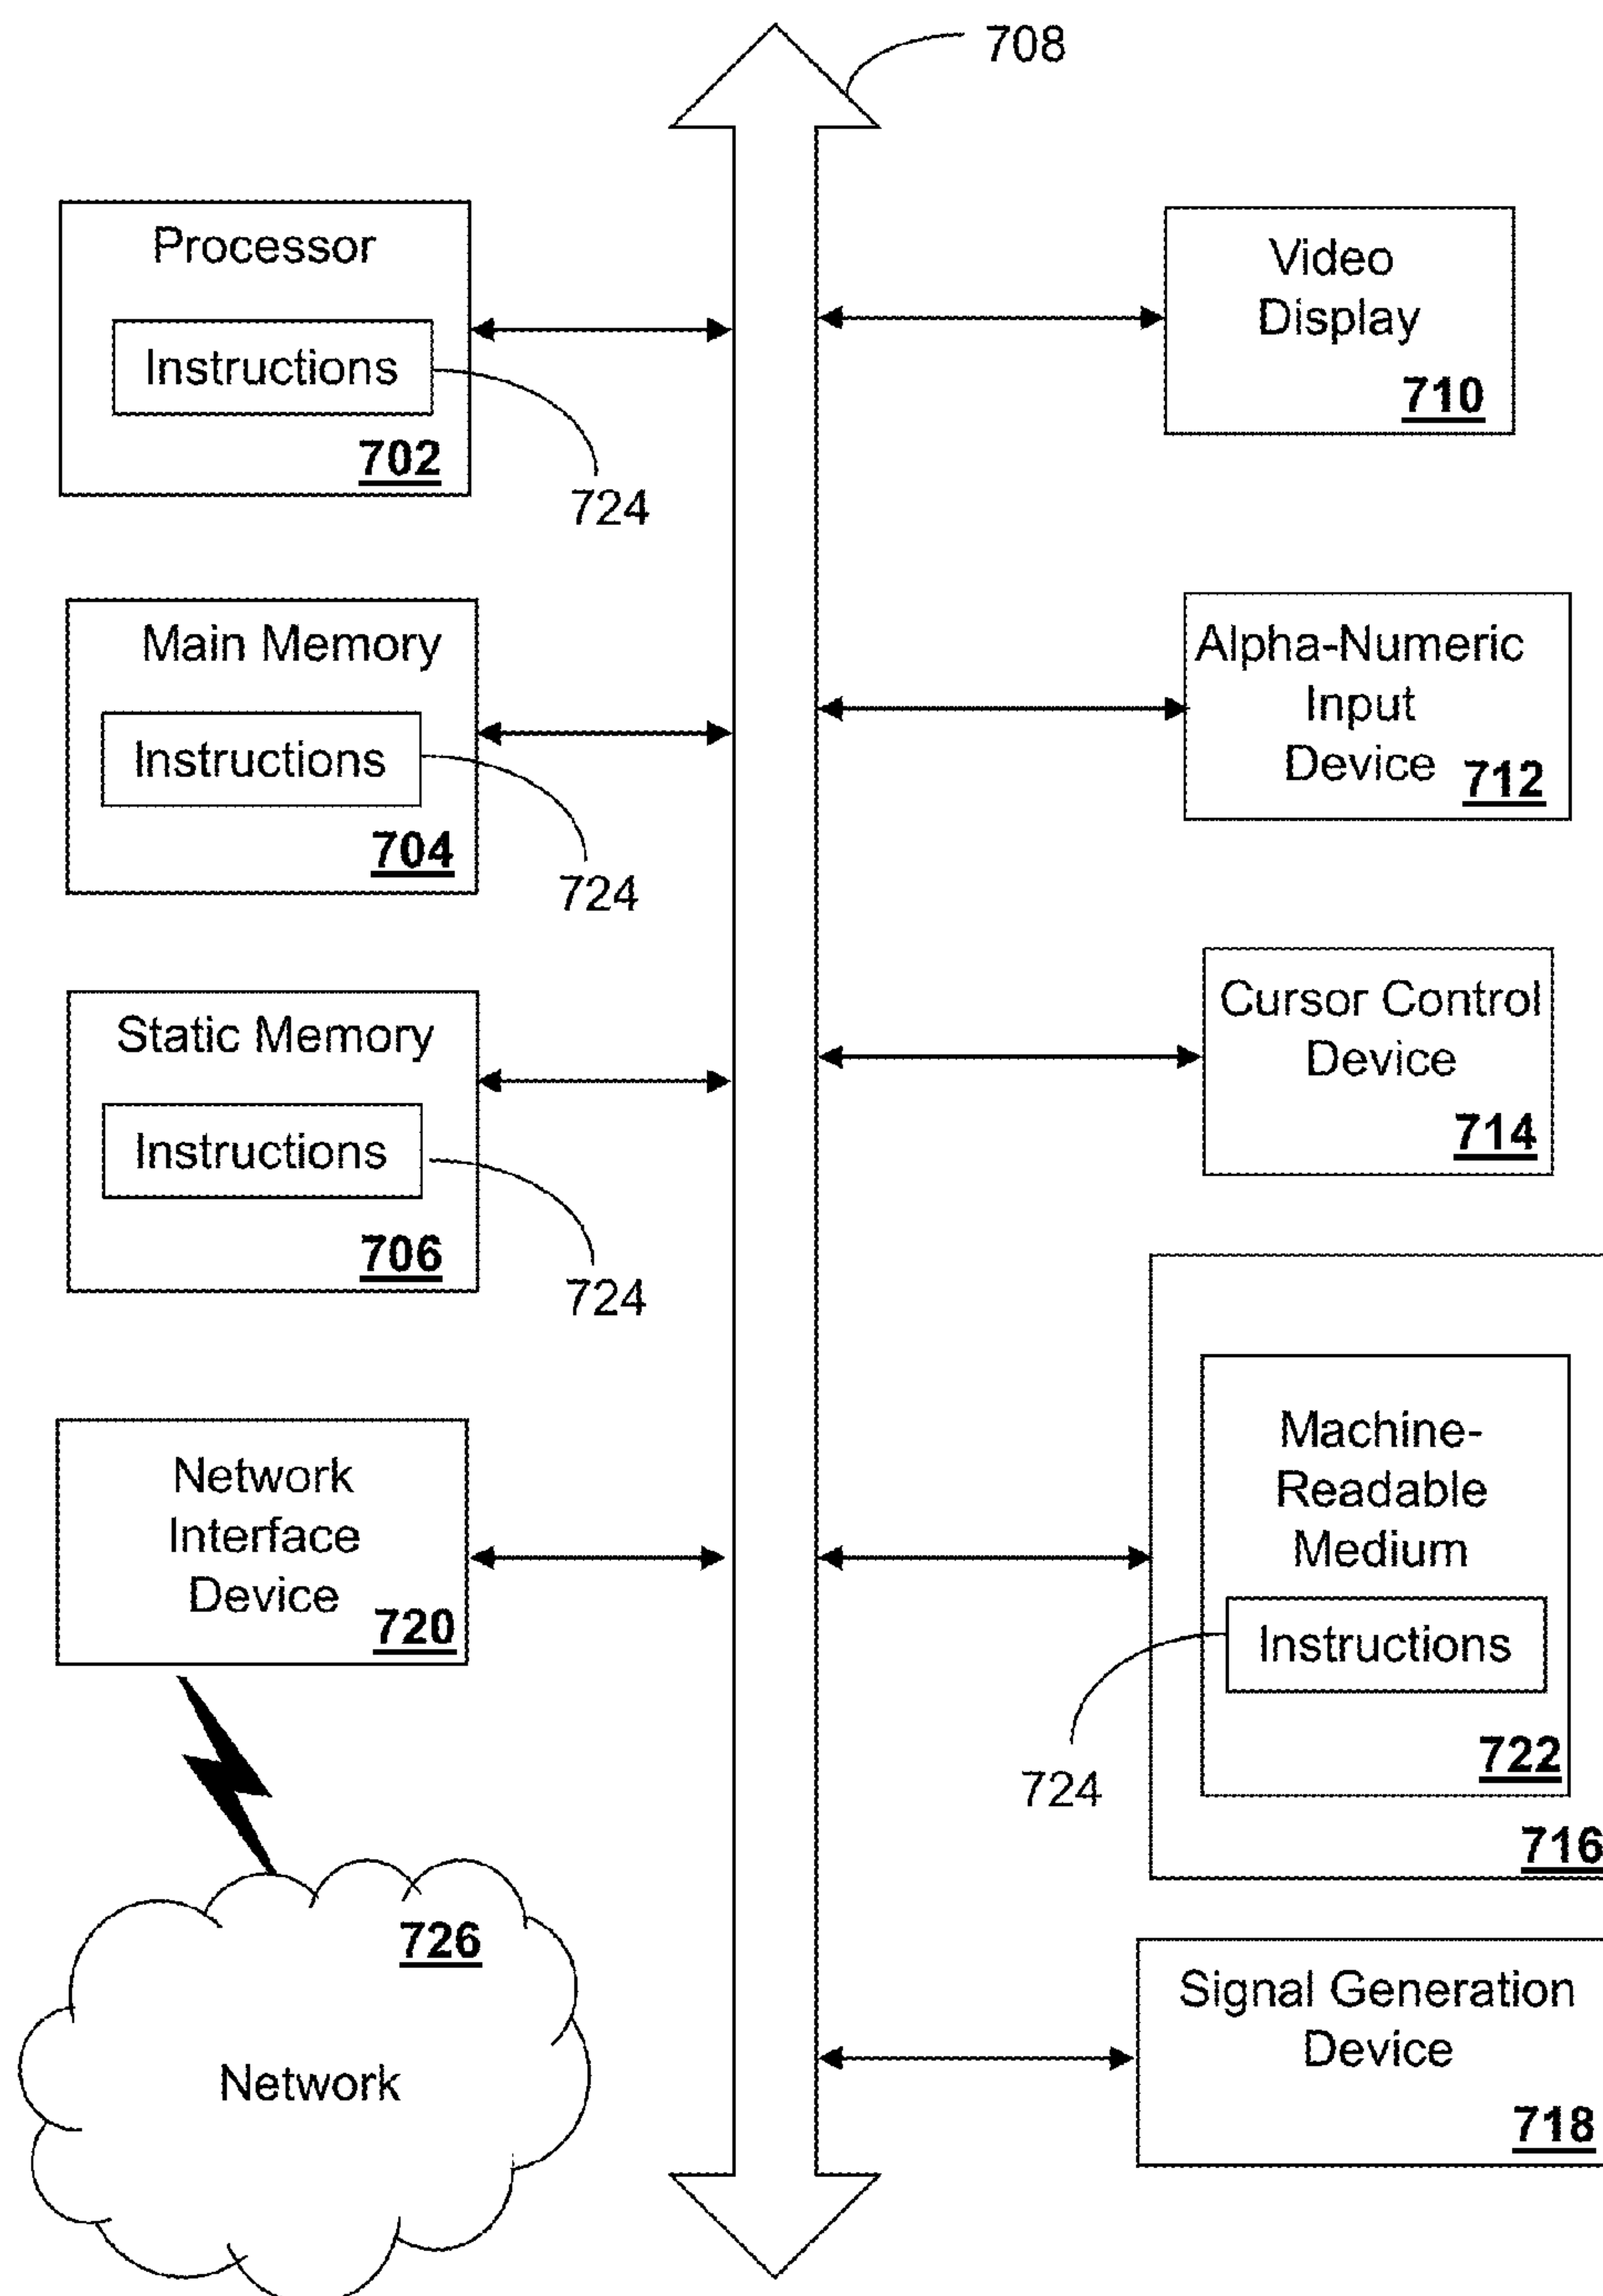 708
Processor
Instructions
702
724
Main Memory
Instructions
704
724
Static Memory
Instructions
706
724
Network
Interface
Device
720
726
Network
Video
Display
710
Alpha-Numeric
Input
Device
712
Cursor Control
Device
714
Machine-
Readable
Medium
Instructions
722
724
716
Signal Generation
Device
718